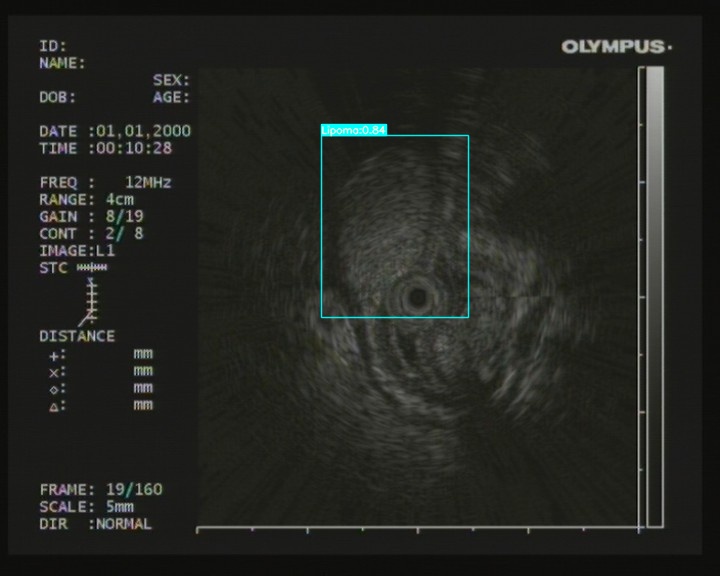 ID:
OLYMPUS
NAME:
SEX:
DOB: AGE:
Lipoma:0.84
DATE :01,01,2000
TIME :00:10:28
FREQ : 12MHz
RANGE: 4cm
GAIN : 8/19
CONT : 2/ 8
IMAGE:L1
STC
DISTANCE
+: mm
×: mm
◇: mm
△: mm
FRAME: 19/160
SCALE: 5mm
DIR :NORMAL